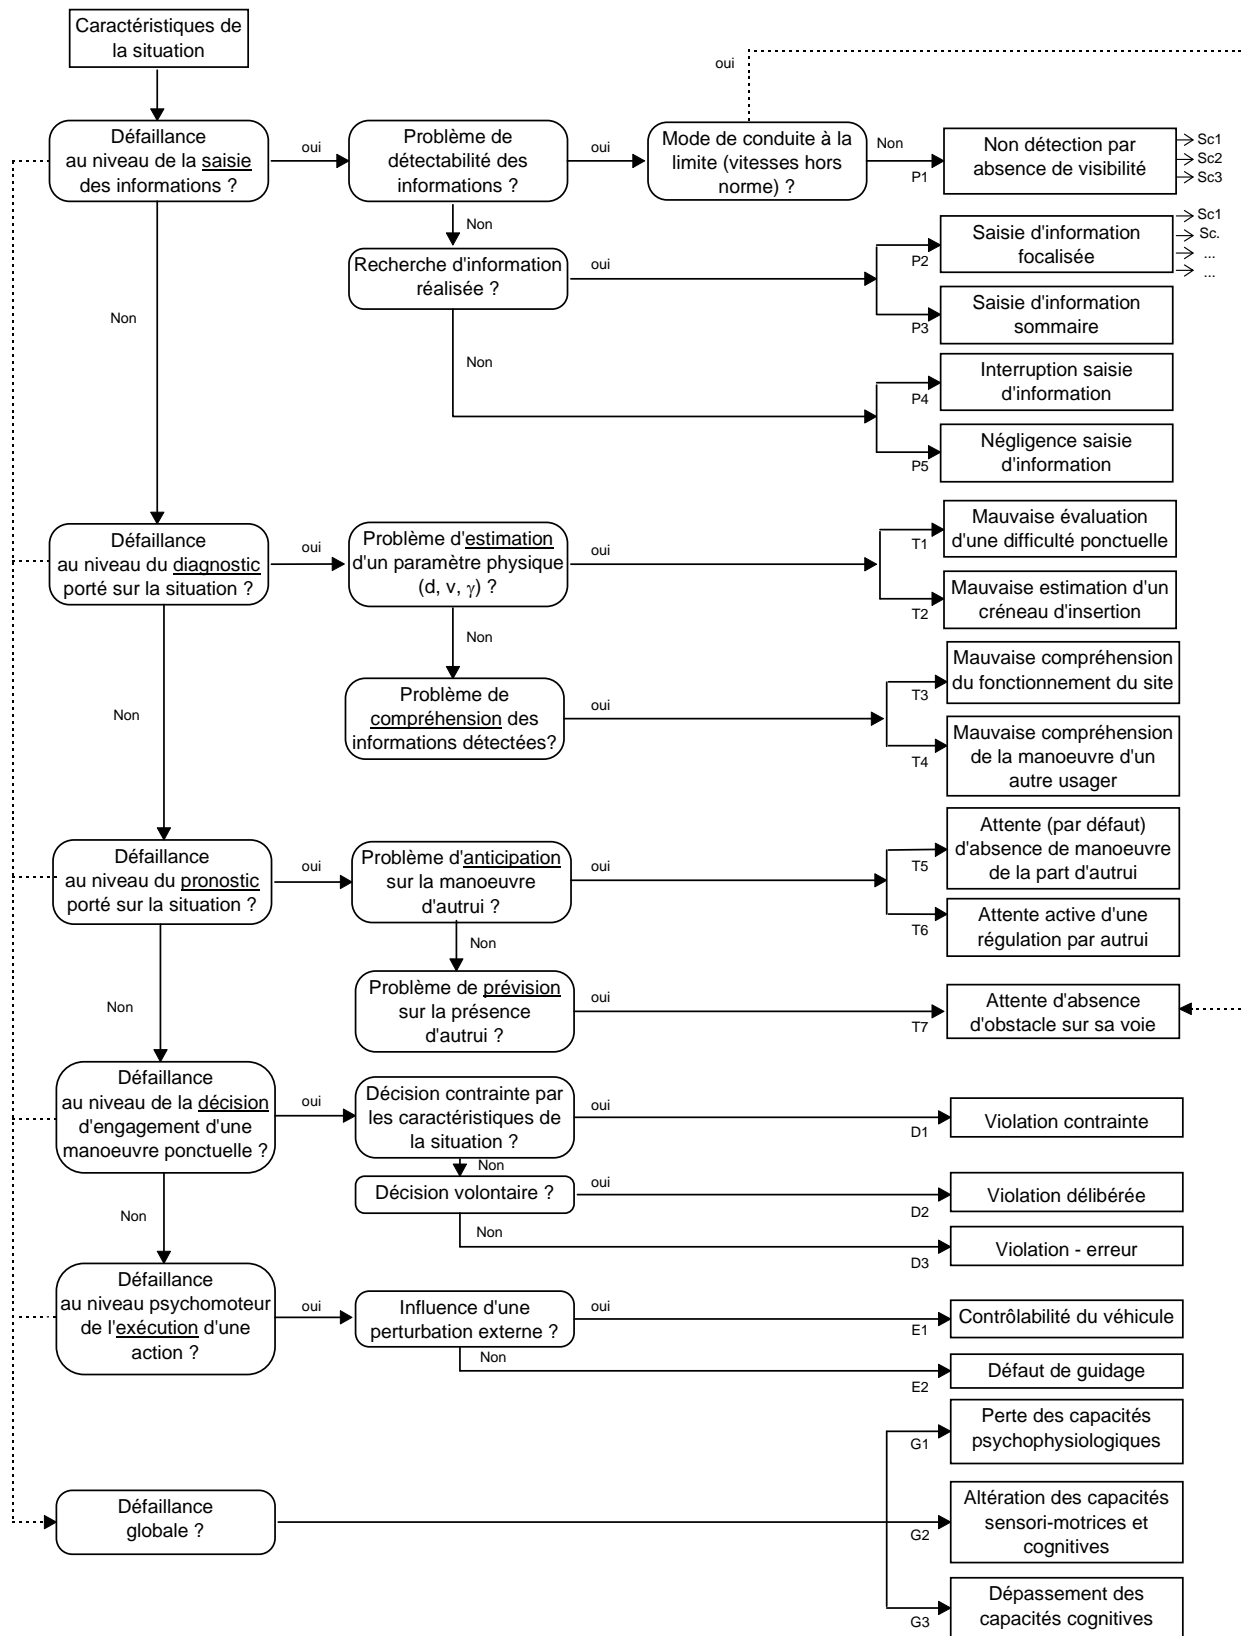 Caractéristiques de
la situation
oui
Défaillance
au niveau de la saisie
des informations ?
oui
Problème de
détectabilité des
informations ?
oui
Mode de conduite à la
limite (vitesses hors
norme) ?
Non
P1
Non détection par
absence de visibilité
Sc1
Sc2
Sc3
Non
Recherche d'information
réalisée ?
oui
P2
Saisie d'information
focalisée
Sc1
Sc.
...
...
P3
Saisie d'information
sommaire
Non
Non
P4
Interruption saisie
d'information
P5
Négligence saisie
d'information
Défaillance
au niveau du diagnostic
porté sur la situation ?
oui
Problème d'estimation
d'un paramètre physique
(d, v, γ) ?
oui
T1
Mauvaise évaluation
d'une difficulté ponctuelle
T2
Mauvaise estimation d'un
créneau d'insertion
Non
Problème de
compréhension des
informations détectées?
oui
T3
Mauvaise compréhension
du fonctionnement du site
T4
Mauvaise compréhension
de la manoeuvre d'un
autre usager
Non
Défaillance
au niveau du pronostic
porté sur la situation ?
oui
Problème d'anticipation
sur la manoeuvre
d'autrui ?
oui
T5
Attente (par défaut)
d'absence de manoeuvre
de la part d'autrui
T6
Attente active d'une
régulation par autrui
Non
Problème de prévision
sur la présence
d'autrui ?
oui
T7
Attente d'absence
d'obstacle sur sa voie
Non
Défaillance
au niveau de la décision
d'engagement d'une
manoeuvre ponctuelle ?
oui
Décision contrainte par
les caractéristiques de
la situation ?
oui
D1
Violation contrainte
Non
Décision volontaire ?
oui
D2
Violation délibérée
Non
D3
Violation - erreur
Non
Défaillance
au niveau psychomoteur
de l'exécution d'une
action ?
oui
Influence d'une
perturbation externe ?
oui
E1
Contrôlabilité du véhicule
Non
E2
Défaut de guidage
Défaillance
globale ?
G1
Perte des capacités
psychophysiologiques
G2
Altération des capacités
sensori-motrices et
cognitives
G3
Dépassement des
capacités cognitives